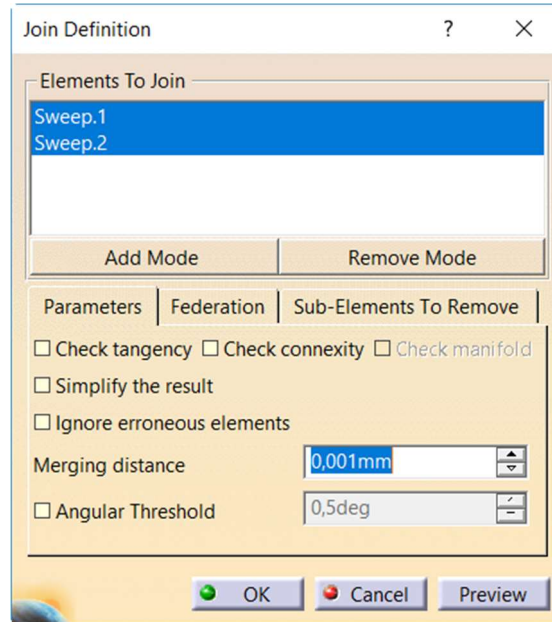 Join Definition ?
Elements To Join
Sweep.1
Sweep.2
Add Mode Remove Mode
Parameters Federation Sub-Elements To Remove
Check tangency Check connexity Check manifold
Simplify the result
Ignore erroneous elements
Merging distance 0,001mm
Angular Threshold 0,5deg
OK Cancel Preview